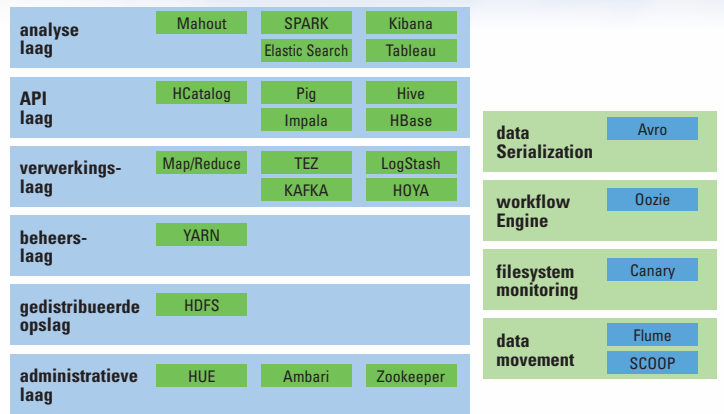 analyse
laag
Mahout
SPARK
Kibana
Elastic Search
Tableau
API
laag
HCatalog
Pig
Hive
Impala
HBase
verwerkings-
laag
Map/Reduce
TEZ
LogStash
KAFKA
HOYA
beheers-
laag
YARN
gedistribueerde
opslag
HDFS
administratieve
laag
HUE
Ambari
Zookeeper
data
Serialization
Avro
workflow
Engine
Oozie
filesystem
monitoring
Canary
data
movement
Flume
SCOOP